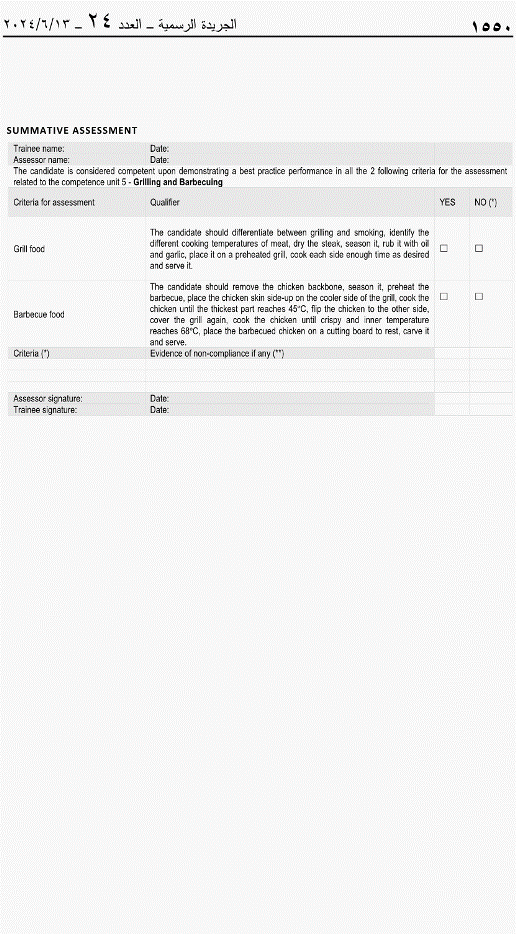 ١٥٥٠ الجريدة الرسمية – العدد ٢٤ – ٢٠٢٤/٦/١٣
SUMMATIVE ASSESSMENT
Trainee name: Date:
Assessor name: Date:
The candidate is considered competent upon demonstrating a best practice performance in all the 2 following criteria for the assessment
related to the competence unit 5 - Grilling and Barbecuing
Criteria for assessment Qualifier YES NO (*)
Grill food
The candidate should differentiate between grilling and smoking, identify the
different cooking temperatures of meat, dry the steak, season it, rub it with oil
and garlic, place it on a preheated grill, cook each side enough time as desired
and serve it.
☐ ☐
Barbecue food
The candidate should remove the chicken backbone, season it, preheat the
barbecue, place the chicken skin side-up on the cooler side of the grill, cook the
chicken until the thickest part reaches 45°C, flip the chicken to the other side,
cover the grill again, cook the chicken until crispy and inner temperature
reaches 68°C, place the barbecued chicken on a cutting board to rest, carve it
and serve.
☐ ☐
Criteria (*) Evidence of non-compliance if any (**)
Assessor signature: Date:
Trainee signature: Date: